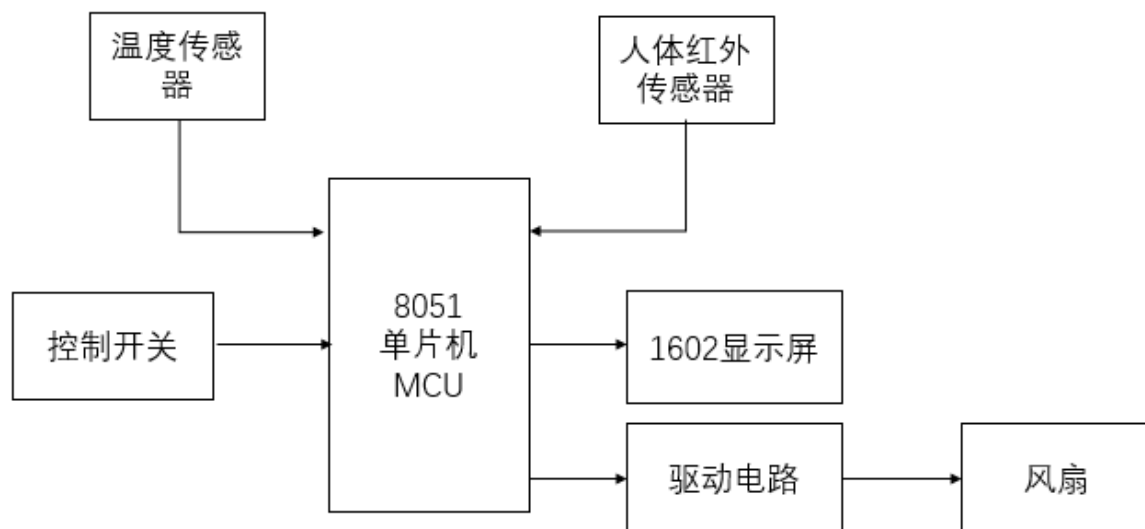 温度传感
器
人体红外
传感器
控制开关
8051
单片机
MCU
1602显示屏
驱动电路
风扇